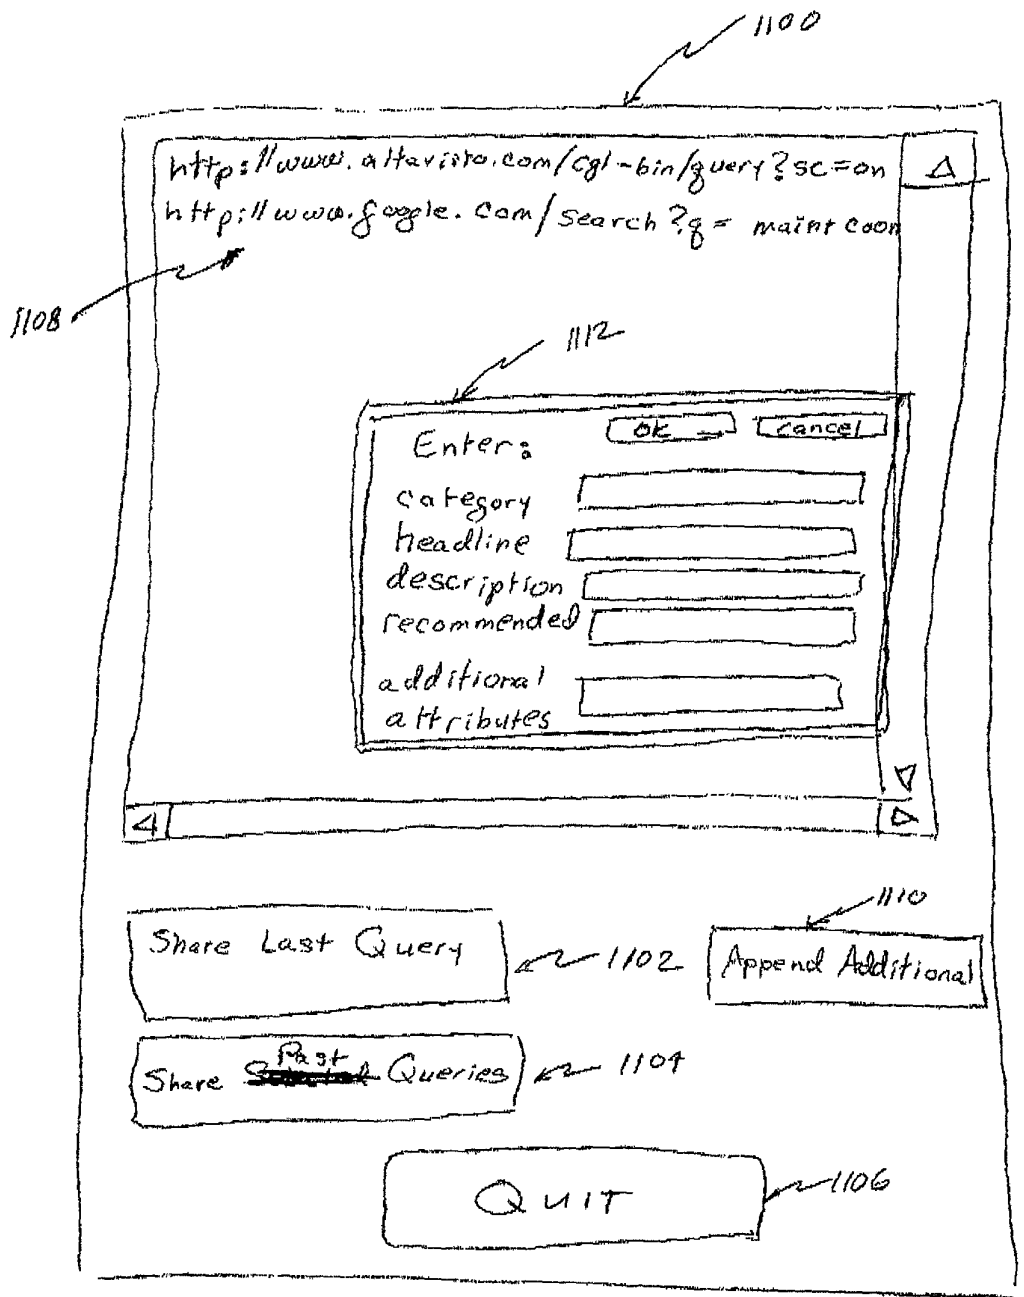 1100
http://www.altavista.com/cgi-bin/query?sc=on
http://www.google.com/search?q= maint coon
1108
1112
Enter:
OK
Cancel
category
headline
description
recommended
additional
attributes
1110
Share Last Query
1102
Append Additional
Past
Share Queries
1104
QUIT
1106